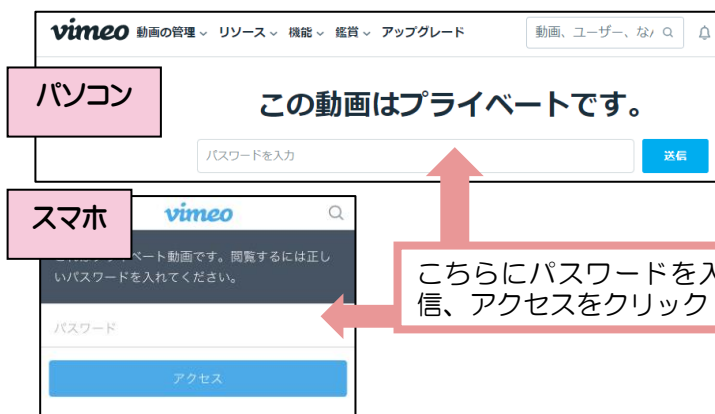 vimeo 動画の管理 リソース 機能 鑑賞 アップグレード 動画、ユーザー、な
パソコン
この動画はプライベートです。
パスワードを入力 送信
スマホ
vimeo
ート動画です。閲覧するには正し
いパスワードを入れてください。
こちらにパスワードを入
信、アクセスをクリック
パスワード
アクセス